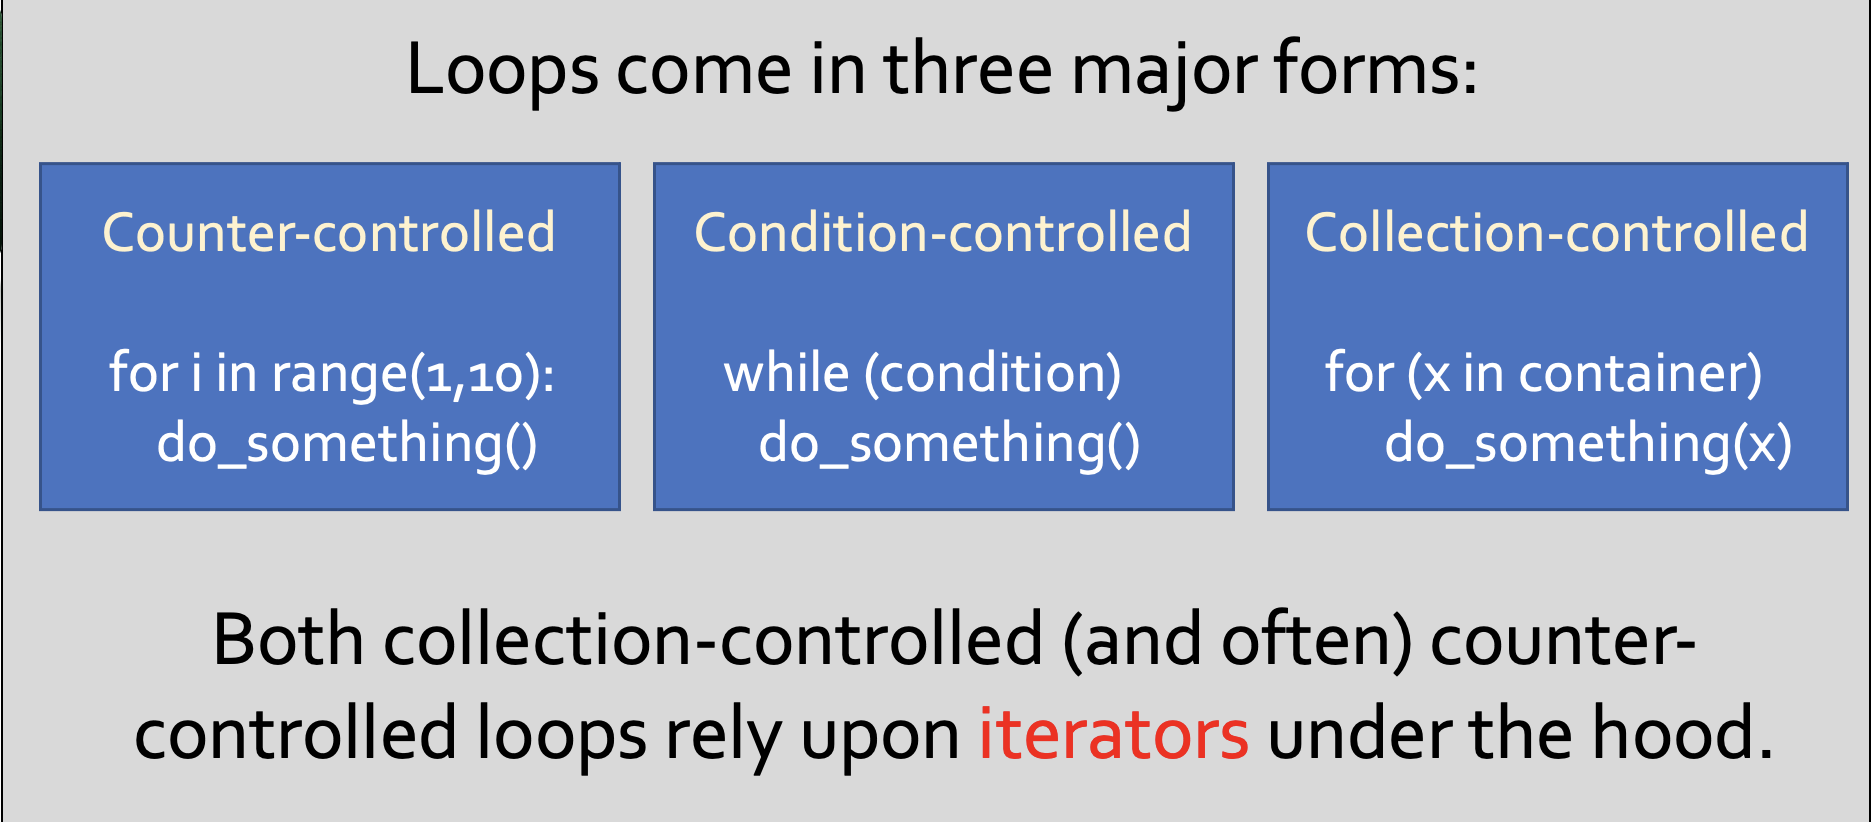 Loops come in three major forms:
Counter-controlled
for i in range(1,10):
do_something()
Condition-controlled
while (condition)
do_something()
Collection-controlled
for (x in container)
do_something(x)
Both collection-controlled (and often) counter-
controlled loops rely upon iterators under the hood.